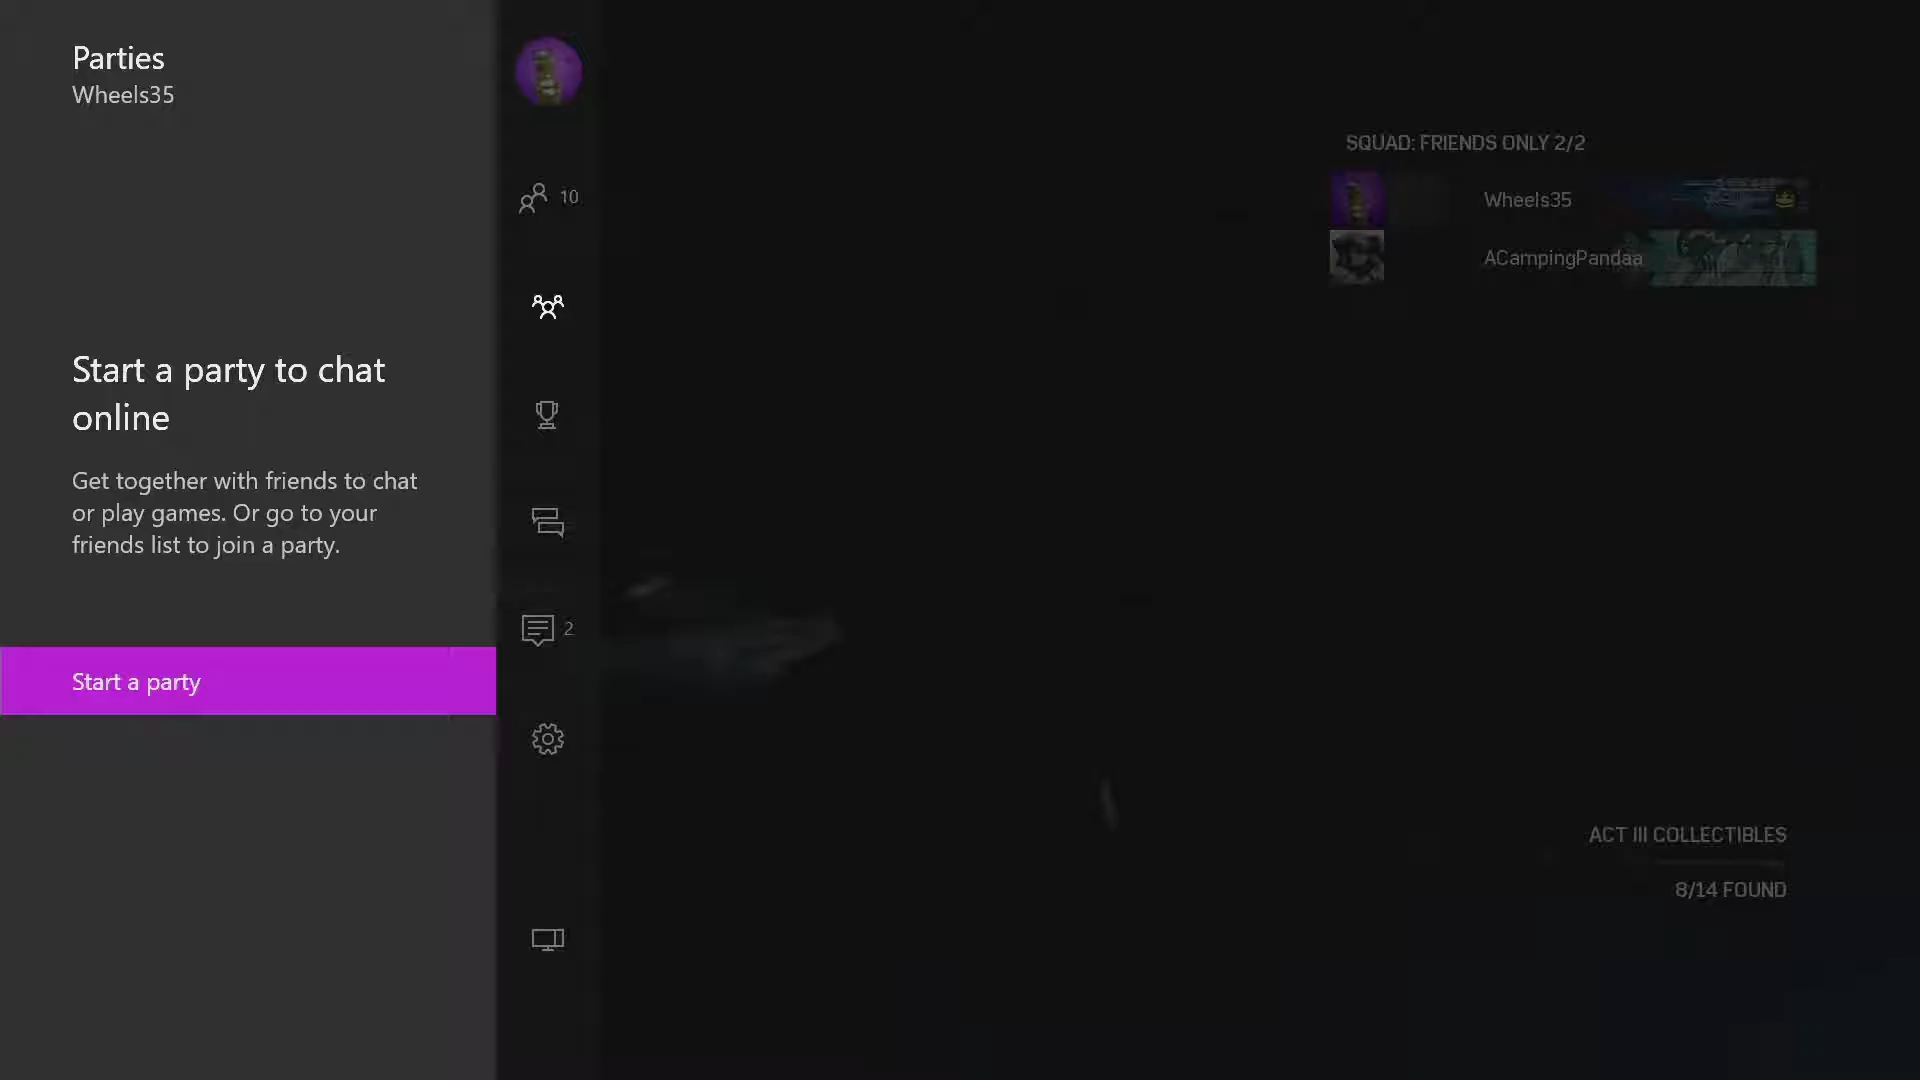 Parties
Wheels35
10
Start a party to chat
online
Get together with friends to chat
or play games. Or go to your
friends list to join a party.
2
Start a party
SQUAD: FRIENDS ONLY 2/2
Wheels35
ACampingPandaa
ACT III COLLECTIBLES
8/14 FOUND